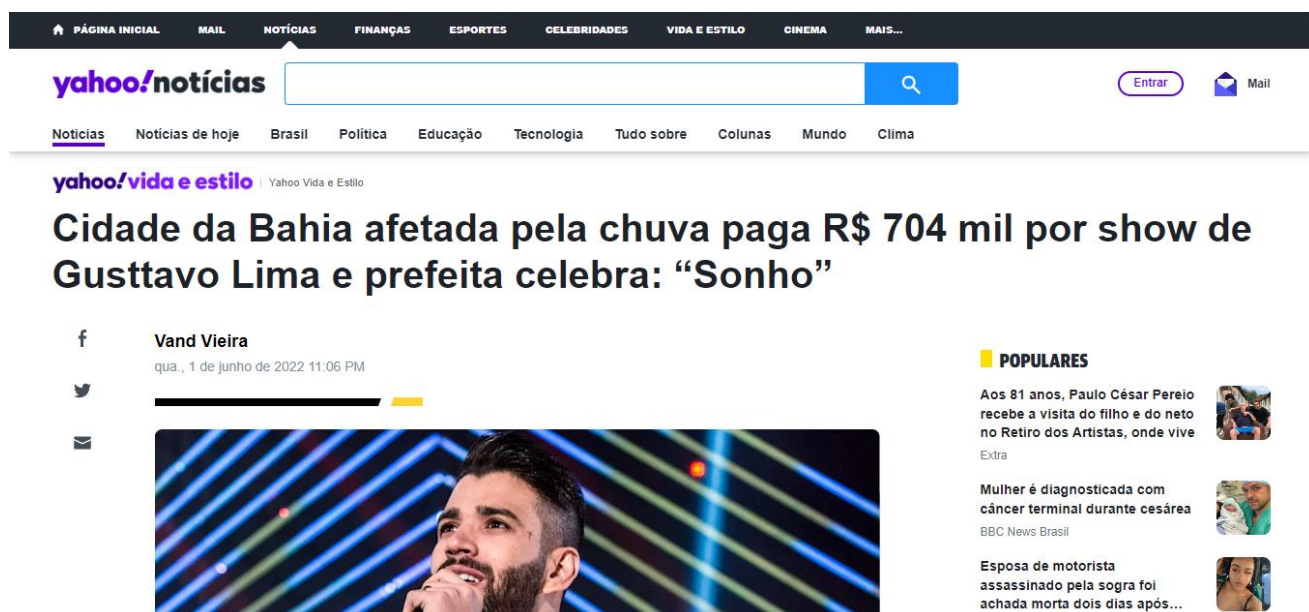 PÁGINA INICIAL MAIL NOTÍCIAS FINANÇAS ESPORTES CELEBRIDADES VIDA E ESTILO CINEMA MAIS...
yahoo!notícias
Entrar
Mail
Noticias Notícias de hoje Brasil Política Educação Tecnologia Tudo sobre Colunas Mundo Clima
yahoo!vida e estilo Yahoo Vida e Estilo
Cidade da Bahia afetada pela chuva paga R$ 704 mil por show de
Gusttavo Lima e prefeita celebra: “Sonho”
Vand Vieira
qua., 1 de junho de 2022 11:06 PM
POPULARES
Aos 81 anos, Paulo César Pereio
recebe a visita do filho e do neto
no Retiro dos Artistas, onde vive
Extra
Mulher é diagnosticada com
câncer terminal durante cesárea
BBC News Brasil
Esposa de motorista
assassinado pela sogra foi
achada morta dois dias após...